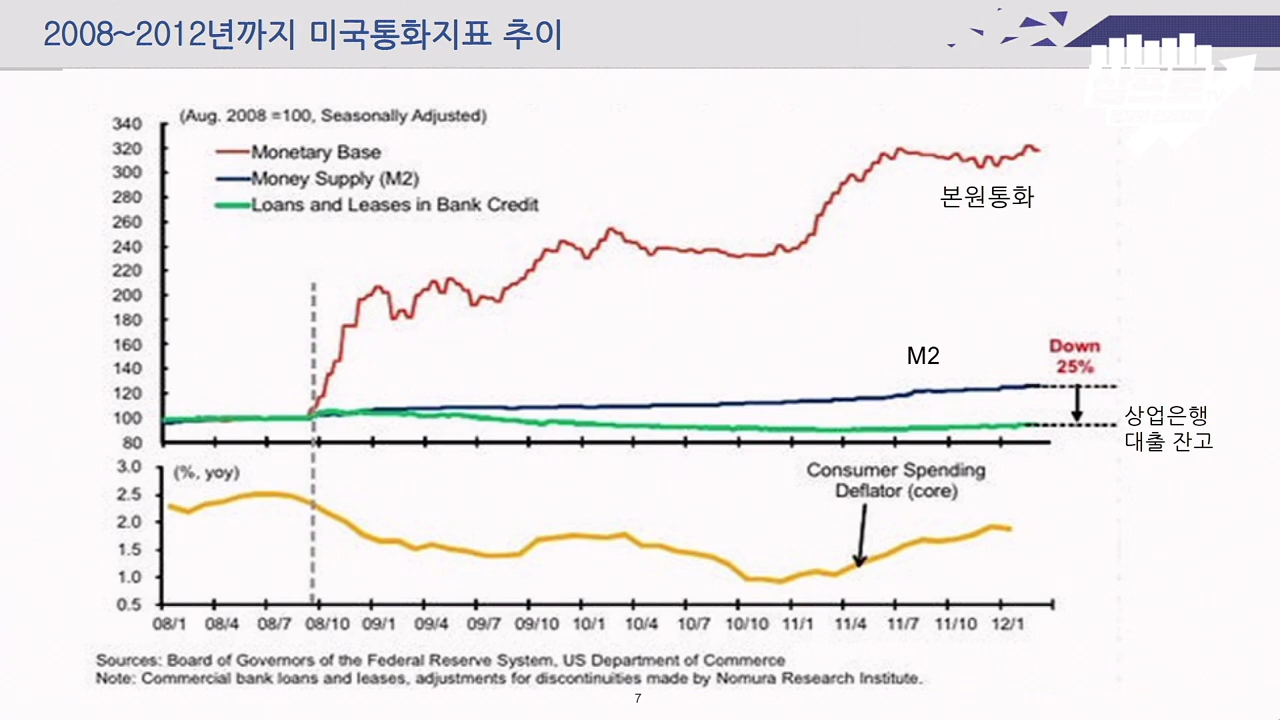 2008~2012년까지 미국통화지표 추이
(Aug. 2008 =100, Seasonally Adjusted)
340
320
300
280
260
240
220
200
180
160
140
120
100
80
Monetary Base
Money Supply (M2)
Loans and Leases in Bank Credit
본원통화
M2
Down
25%
상업은행
대출 잔고
3.0
2.5
2.0
1.5
1.0
0.5
(%, yoy)
Consumer Spending
Deflator (core)
08/1 08/4 08/7 08/10 09/1 09/4 09/7 09/10 10/1 10/4 10/7 10/10 11/1 11/4 11/7 11/10 12/1
Sources: Board of Governors of the Federal Reserve System, US Department of Commerce
Note: Commercial bank loans and leases, adjustments for discontinuities made by Nomura Research Institute.
7